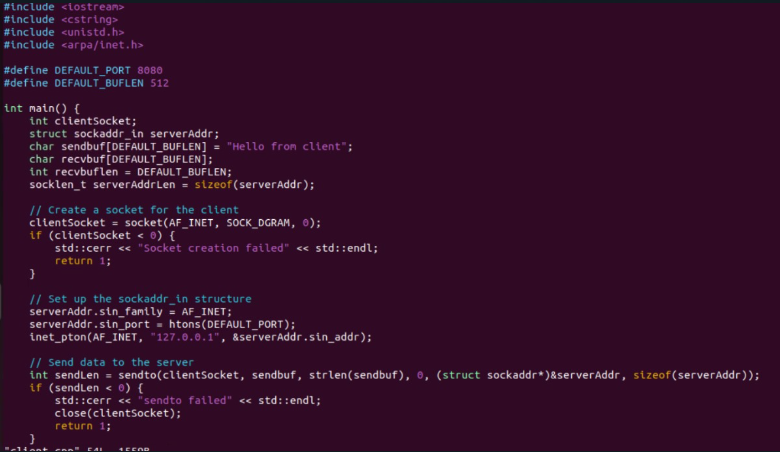 #include <iostream>
#include <cstring>
#include <unistd.h>
#include <arpa/inet.h>

#define DEFAULT_PORT 8080
#define DEFAULT_BUFLEN 512

int main() {
    int clientSocket;
    struct sockaddr_in serverAddr;
    char sendbuf[DEFAULT_BUFLEN] = "Hello from client";
    char recvbuf[DEFAULT_BUFLEN];
    int recvbuflen = DEFAULT_BUFLEN;
    socklen_t serverAddrLen = sizeof(serverAddr);

    // Create a socket for the client
    clientSocket = socket(AF_INET, SOCK_DGRAM, 0);
    if (clientSocket < 0) {
        std::cerr << "Socket creation failed" << std::endl;
        return 1;
    }

    // Set up the sockaddr_in structure
    serverAddr.sin_family = AF_INET;
    serverAddr.sin_port = htons(DEFAULT_PORT);
    inet_pton(AF_INET, "127.0.0.1", &serverAddr.sin_addr);

    // Send data to the server
    int sendLen = sendto(clientSocket, sendbuf, strlen(sendbuf), 0, (struct sockaddr*)&serverAddr, sizeof(serverAddr));
    if (sendLen < 0) {
        std::cerr << "sendto failed" << std::endl;
        close(clientSocket);
        return 1;
    }